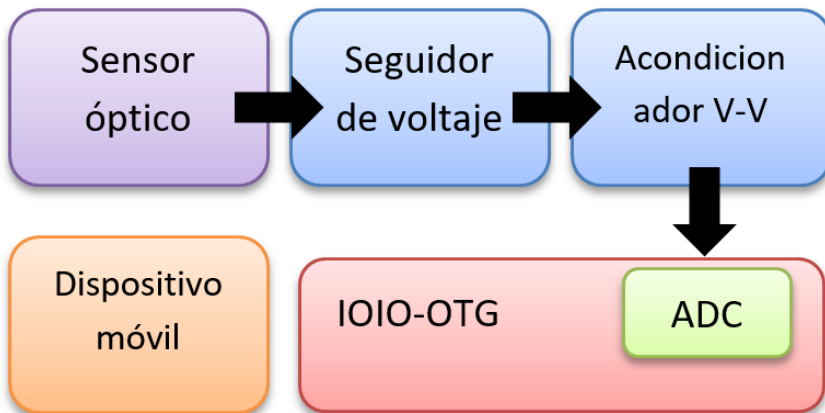 Sensor
óptico
Seguidor
de voltaje
Acondicion
ador V-V
Dispositivo
móvil
IOIO-OTG
ADC